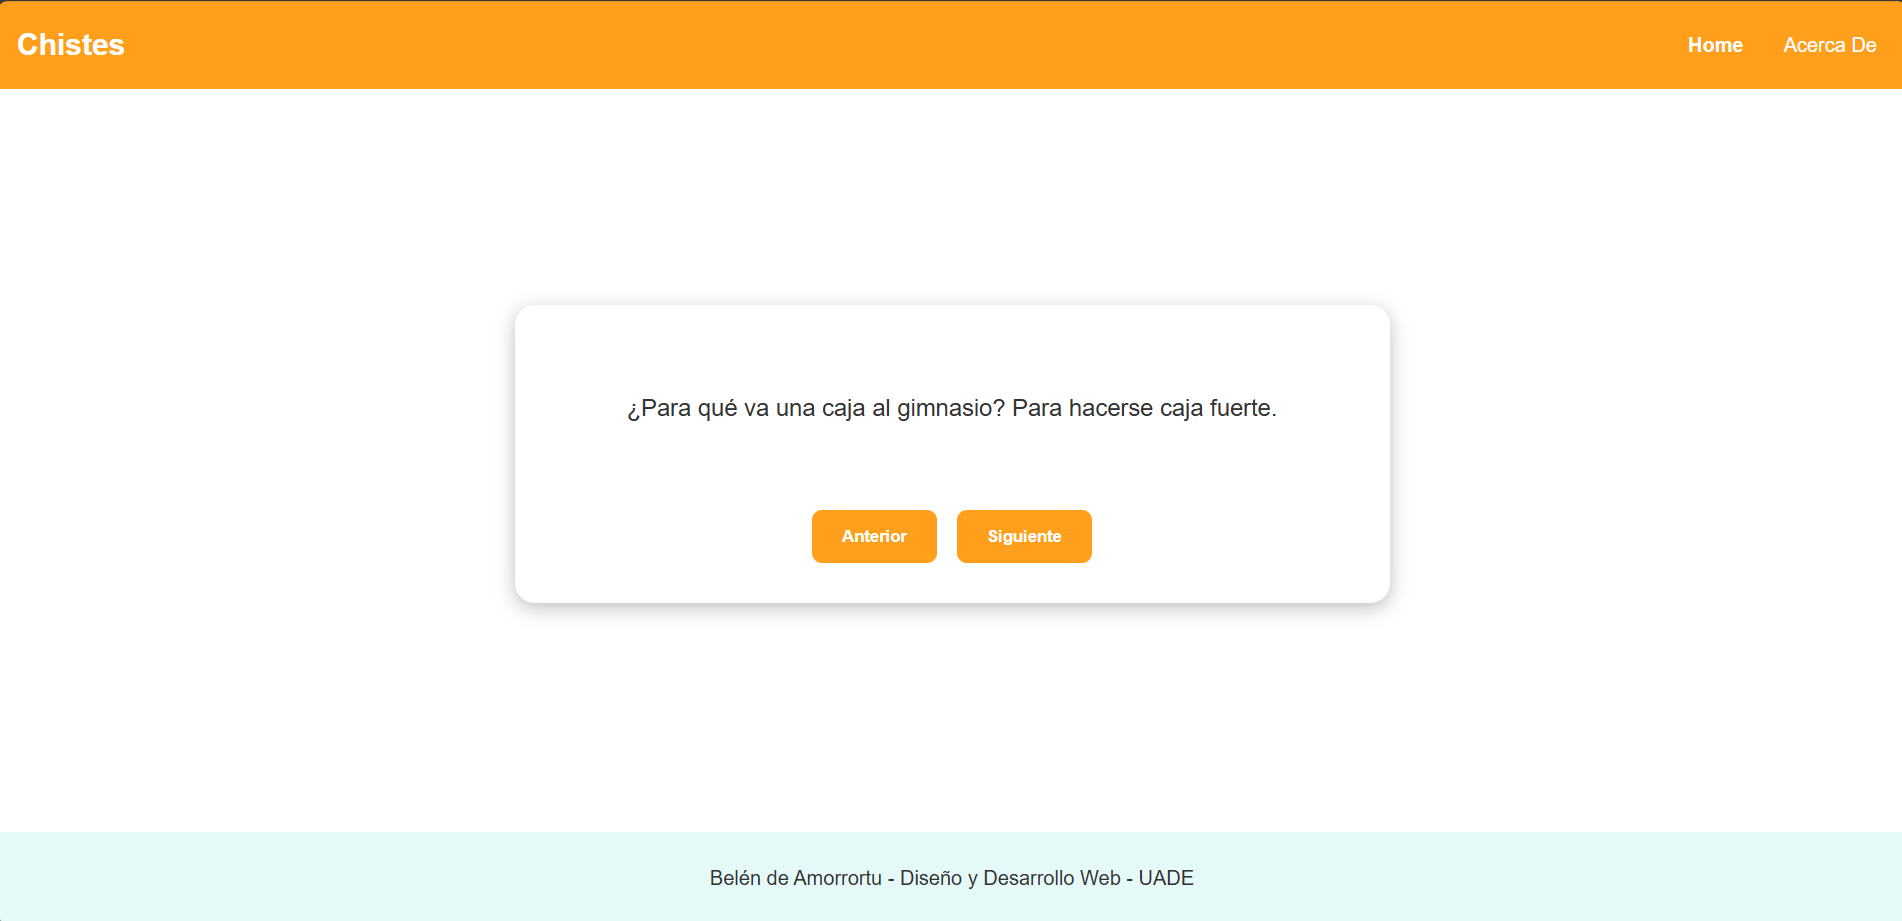 Chistes
Home
Acerca De
¿Para qué va una caja al gimnasio? Para hacerse caja fuerte.
Anterior
Siguiente
Belén de Amorrortu - Diseño y Desarrollo Web - UADE